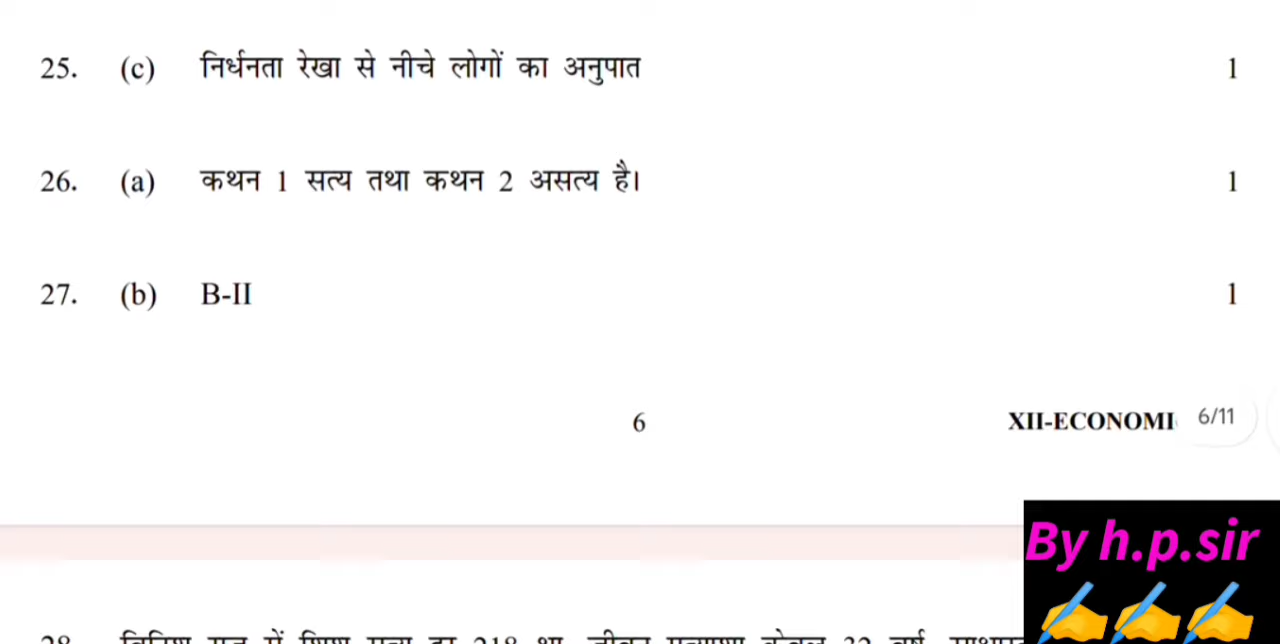 25. (c) निर्धनता रेखा से नीचे लोगों का अनुपात 1
26. (a) कथन 1 सत्य तथा कथन 2 असत्य है। 1
27. (b) B-II 1
6 XII-ECONOMI 6/11
By h.p.sir